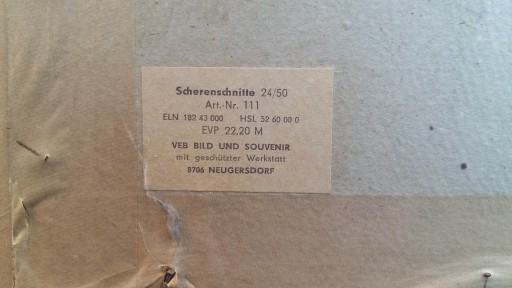 Scherenschnitte 24/50
Art.-Nr. 111
ELN 182 43 000 HSL 52 60 00 0
EVP 22,20 M
VEB BILD UND SOUVENIR
mit geschützter Werkstatt
8706 NEUGERSDORF